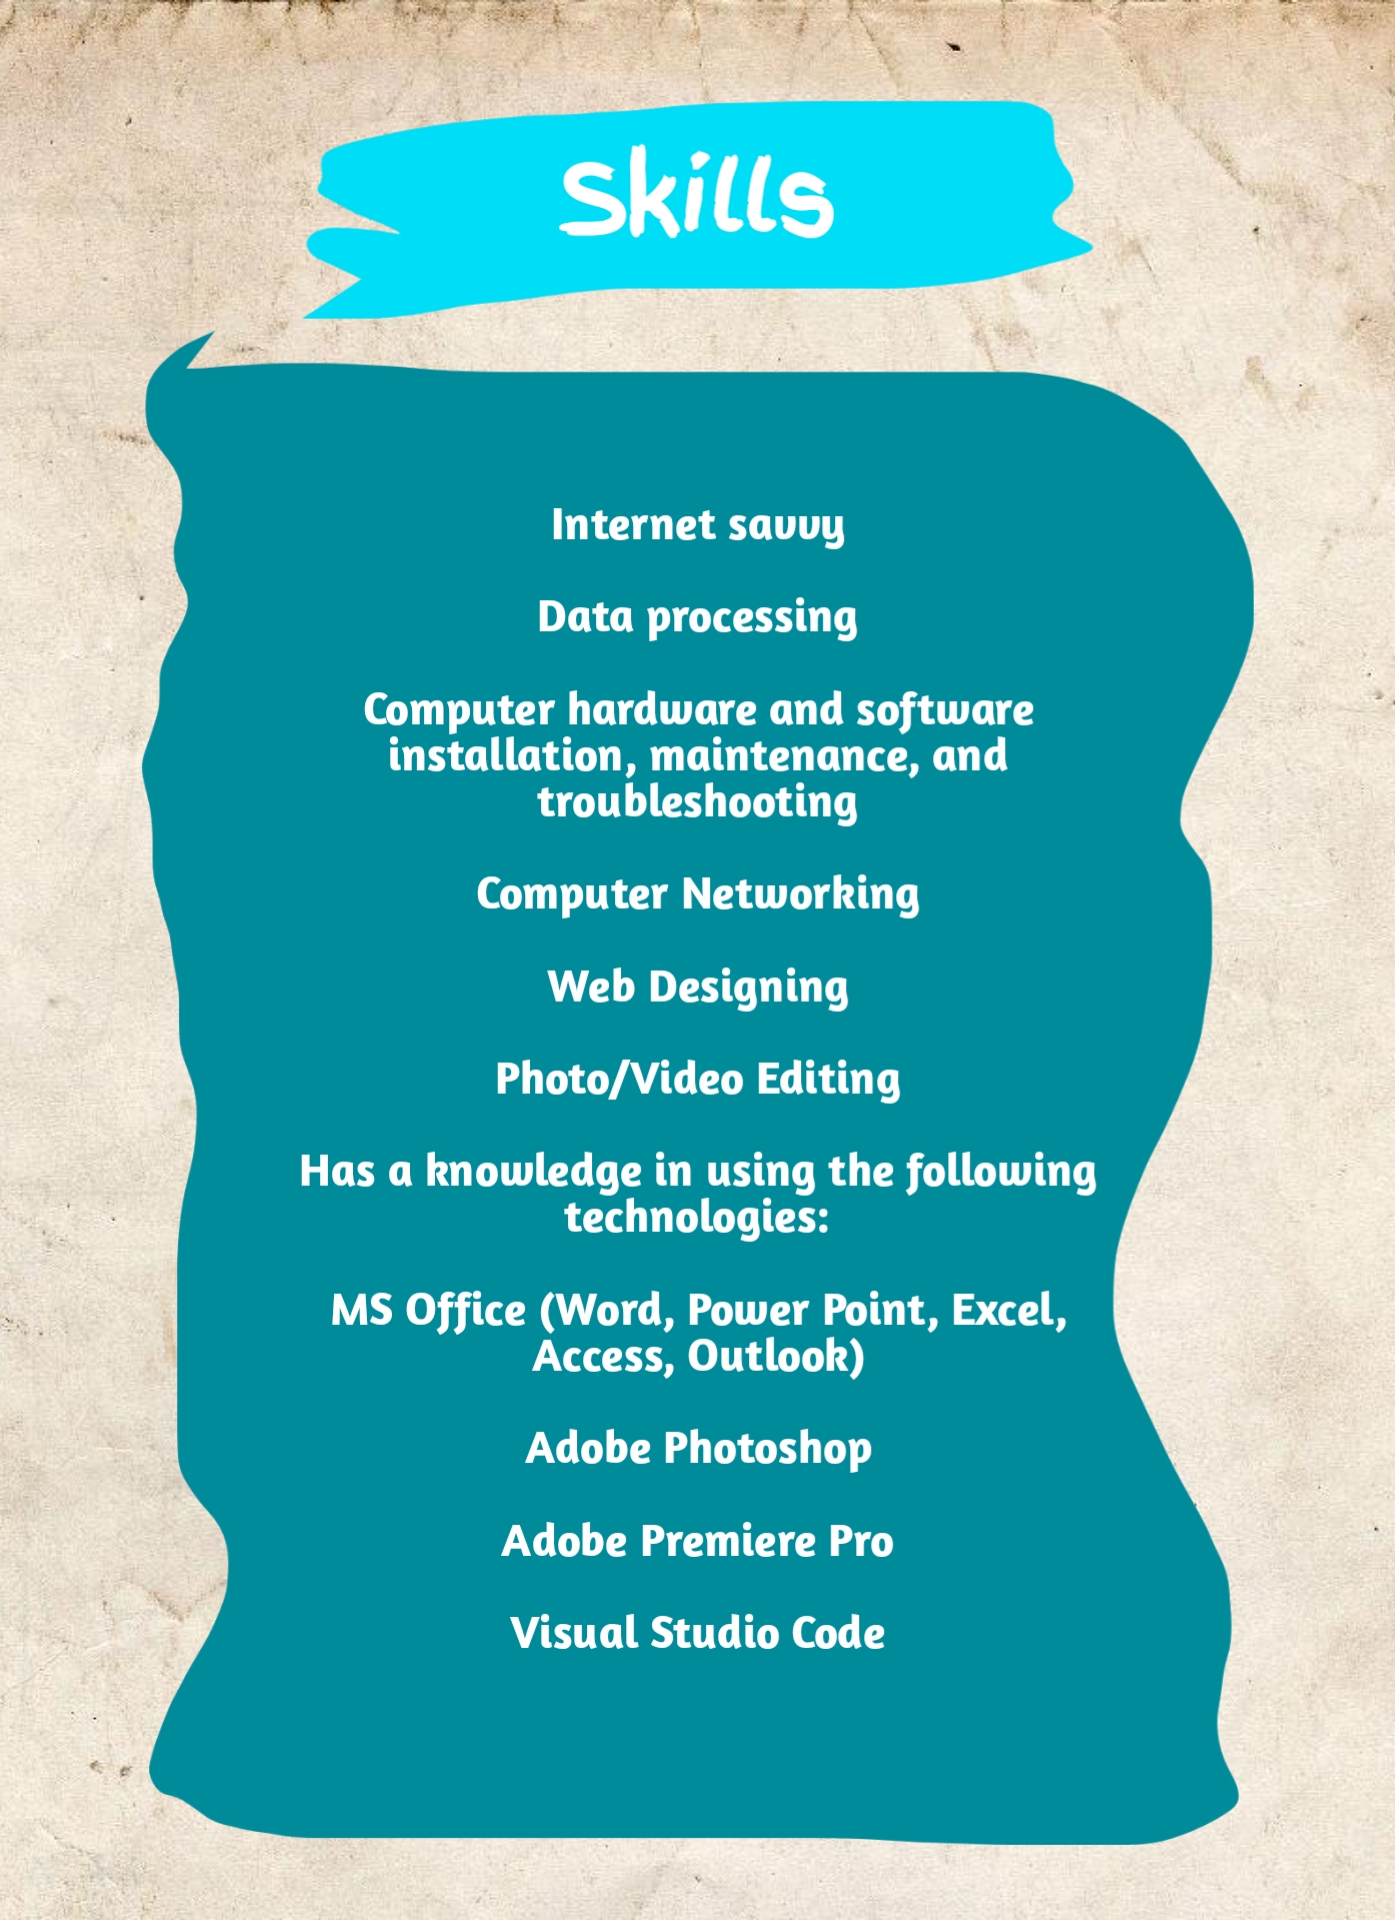 Skills
Internet savvy
Data processing
Computer hardware and software
installation, maintenance, and
troubleshooting
Computer Networking
Web Designing
Photo/Video Editing
Has a knowledge in using the following
technologies:
MS Office (Word, Power Point, Excel,
Access, Outlook)
Adobe Photoshop
Adobe Premiere Pro
Visual Studio Code